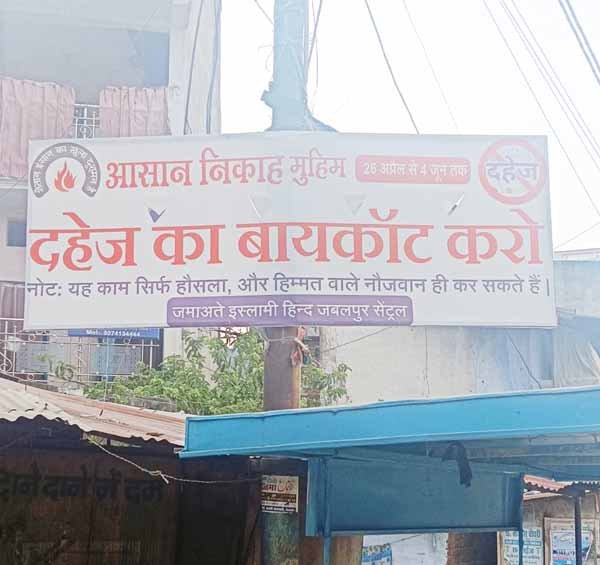 आसान निकाह मुहिम
26 अप्रैल से 4 जून तक
दहेज
दहेज का बायकॉट करो
नोट: यह काम सिर्फ हौसला, और हिम्मत वाले नौजवान ही कर सकते हैं।
जमाअते इस्लामी हिन्द जबलपुर सेंट्रल
दाने दाने में दम